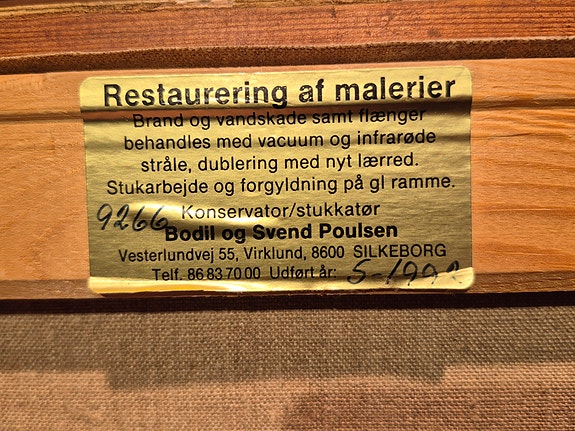 Restaurering af malerier
Brand og vandskade samt flænger
behandles med vacuum og infrarøde
stråle, dublering med nyt lærred.
Stukarbejde og forgyldning på gl ramme.
9266 Konservator/stukkatør
Bodil og Svend Poulsen
Vesterlundvej 55, Virklund, 8600 SILKEBORG
Telf. 86 83 70 00 Udført år: